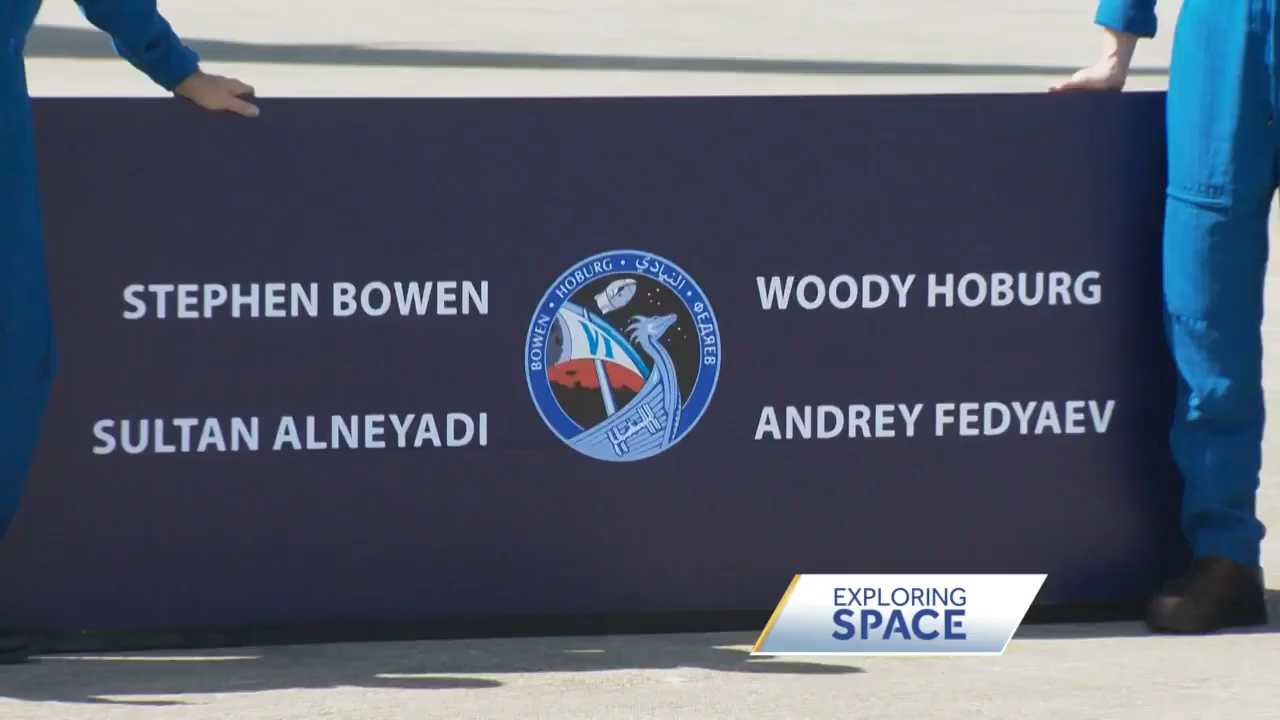 STEPHEN BOWEN
WOODY HOBURG
SULTAN ALNEYADI
ANDREY FEDYAEV
BOWEN • HOBURG • النيادي • ФЕДЯЕВ
VI
EXPLORING
SPACE